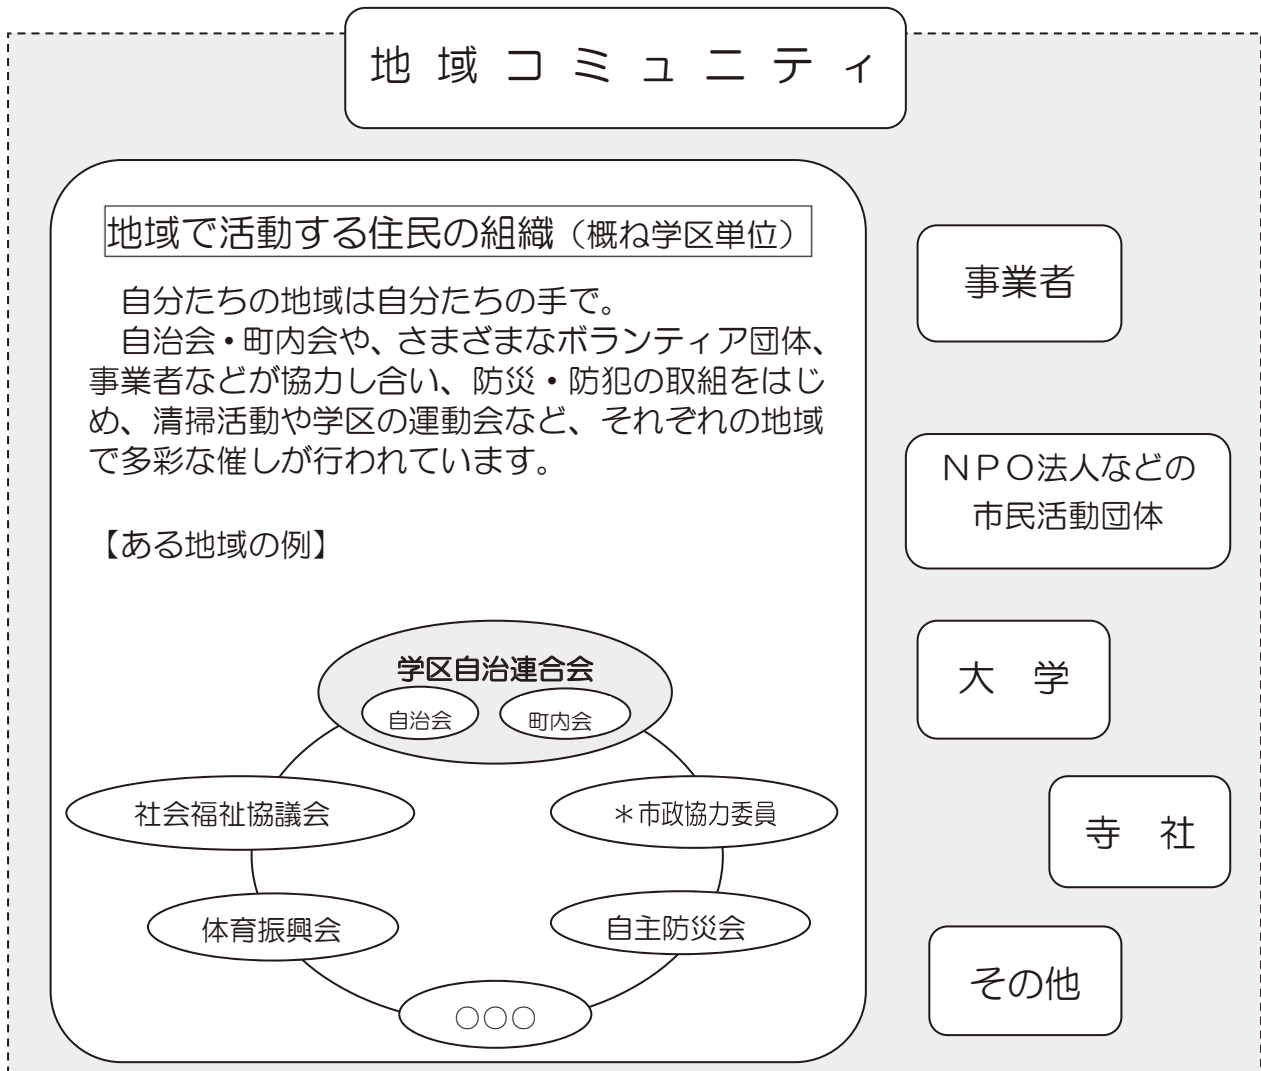 地域コミュニティ
地域で活動する住民の組織（概ね学区単位）
　自分たちの地域は自分たちの手で。
　自治会・町内会や、さまざまなボランティア団体、
事業者などが協力し合い、防災・防犯の取組をはじ
め、清掃活動や学区の運動会など、それぞれの地域
で多彩な催しが行われています。
【ある地域の例】
学区自治連合会
自治会
町内会
社会福祉協議会
＊市政協力委員
体育振興会
自主防災会
○○○
事業者
ＮＰＯ法人などの
市民活動団体
大　学
寺　社
その他